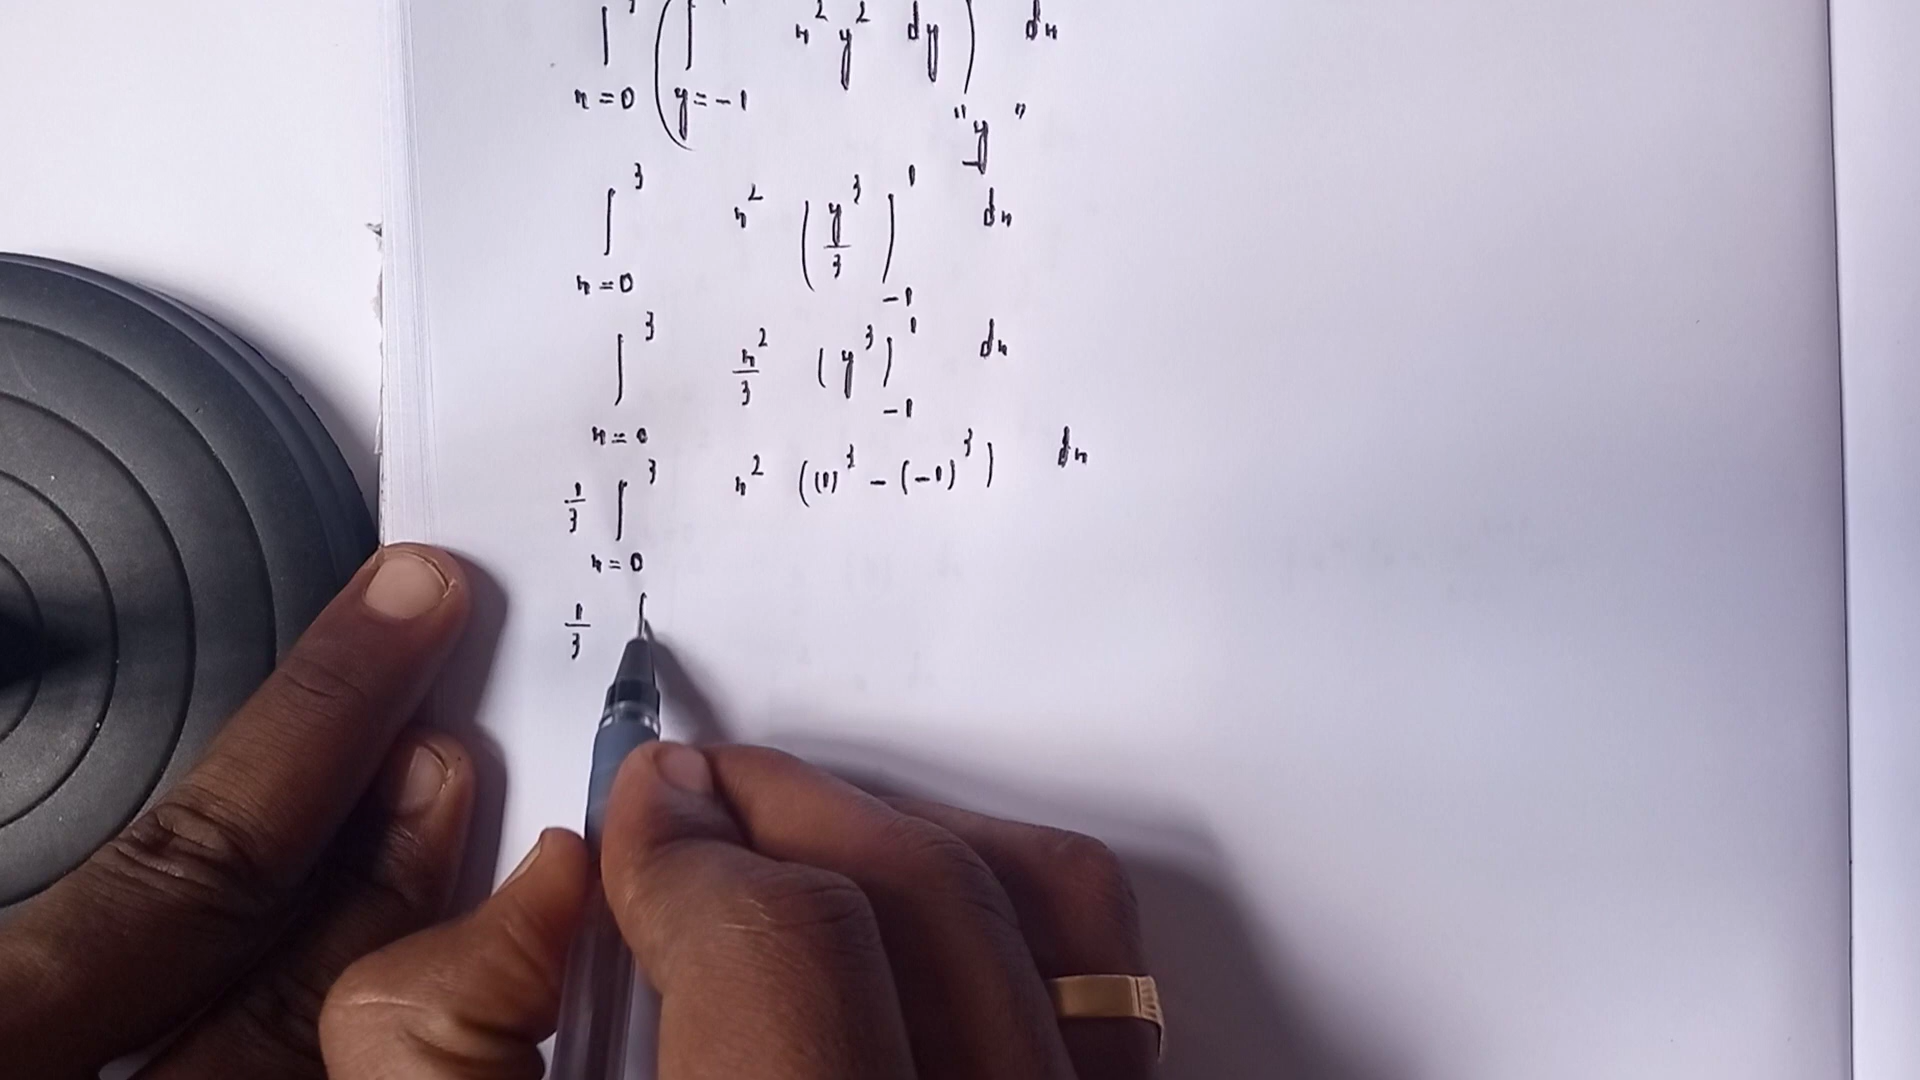 ∫ ( ∫ x² y² dy ) dx
x=0 y=-1
"y"
∫ ³ x² ( y³/3 ) ¹ dx
x=0 -1
∫ ³ x²/3 ( y³ ) ¹ dx
x=0 -1
1/3 ∫ ³ x² ((1)³ - (-1)³) dx
x=0
1/3 ∫